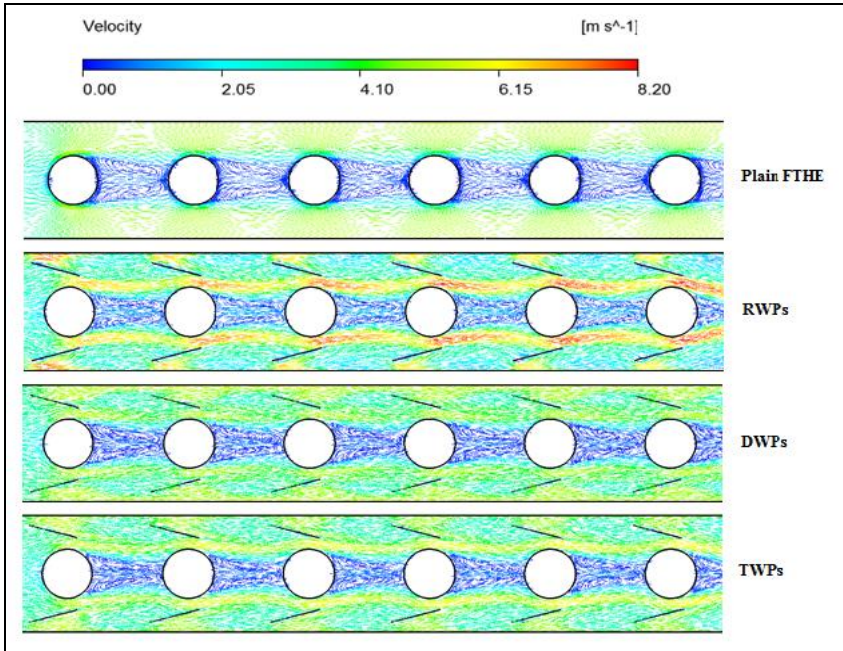 Velocity [m s^-1]
0.00 2.05 4.10 6.15 8.20
Plain FTHE
RWPs
DWPs
TWPs